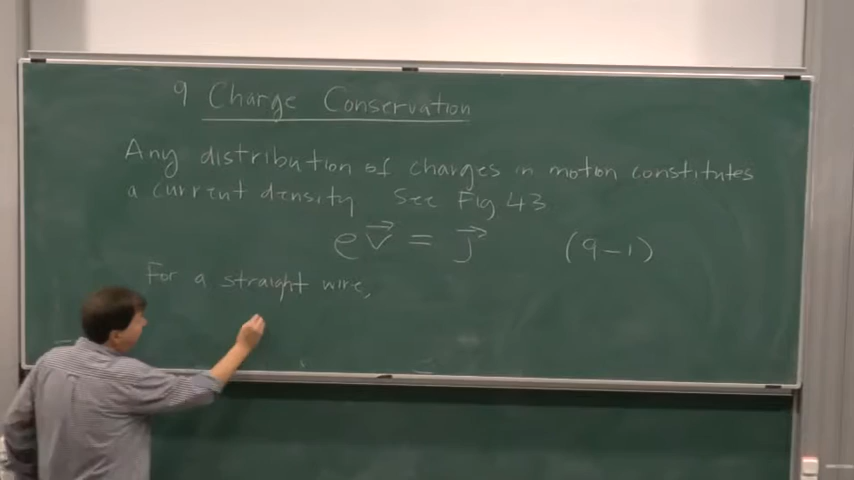 9 Charge Conservation
Any distribution of charges in motion constitutes
a current density See Fig 43
e v⃗ = j⃗ (9-1)
For a straight wire,